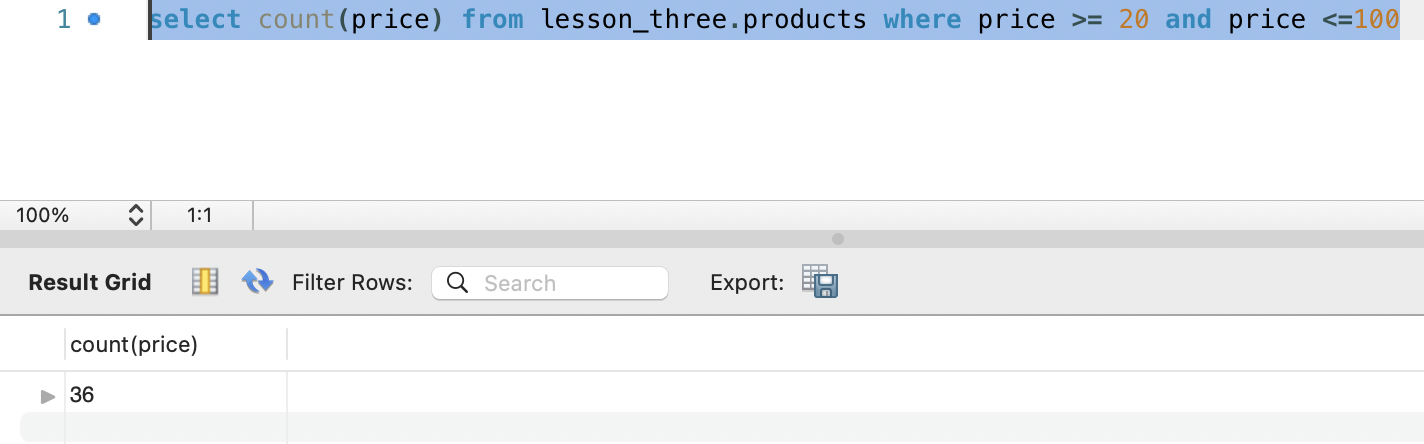 1 select count(price) from lesson_three.products where price >= 20 and price <=100
100% 1:1
Result Grid Filter Rows: Search Export:
count(price)
36